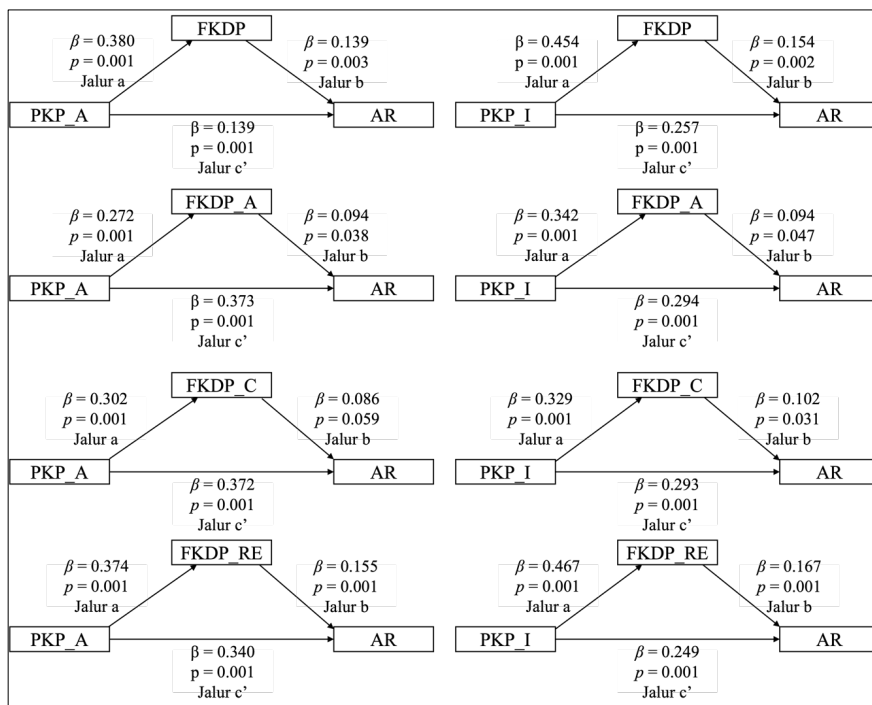 FKDP
β = 0.380
p = 0.001
Jalur a
β = 0.139
p = 0.003
Jalur b
PKP_A
AR
β = 0.139
p = 0.001
Jalur c’
FKDP
β = 0.454
p = 0.001
Jalur a
β = 0.154
p = 0.002
Jalur b
PKP_I
AR
β = 0.257
p = 0.001
Jalur c’
FKDP_A
β = 0.272
p = 0.001
Jalur a
β = 0.094
p = 0.038
Jalur b
PKP_A
AR
β = 0.373
p = 0.001
Jalur c’
FKDP_A
β = 0.342
p = 0.001
Jalur a
β = 0.094
p = 0.047
Jalur b
PKP_I
AR
β = 0.294
p = 0.001
Jalur c’
FKDP_C
β = 0.302
p = 0.001
Jalur a
β = 0.086
p = 0.059
Jalur b
PKP_A
AR
β = 0.372
p = 0.001
Jalur c’
FKDP_C
β = 0.329
p = 0.001
Jalur a
β = 0.102
p = 0.031
Jalur b
PKP_I
AR
β = 0.293
p = 0.001
Jalur c’
FKDP_RE
β = 0.374
p = 0.001
Jalur a
β = 0.155
p = 0.001
Jalur b
PKP_A
AR
β = 0.340
p = 0.001
Jalur c’
FKDP_RE
β = 0.467
p = 0.001
Jalur a
β = 0.167
p = 0.001
Jalur b
PKP_I
AR
β = 0.249
p = 0.001
Jalur c’